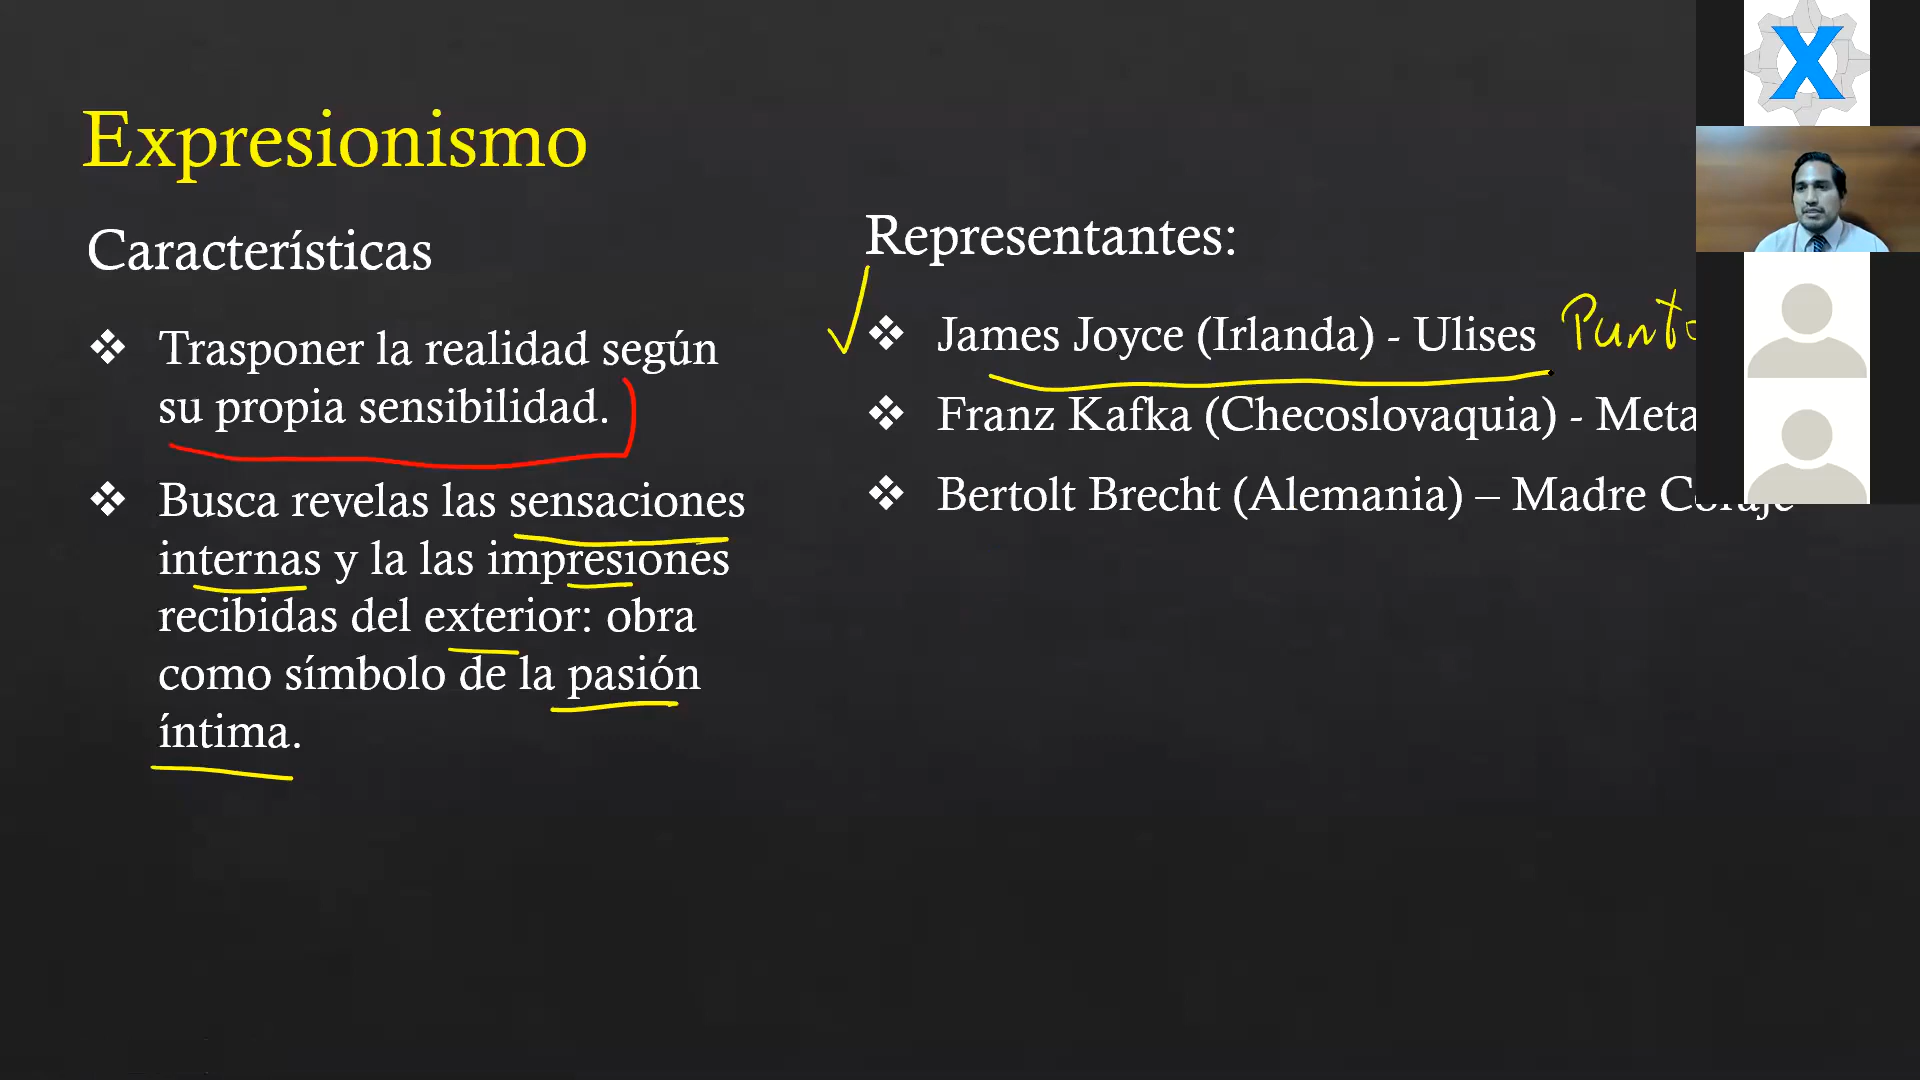 Expresionismo
Características
❖ Trasponer la realidad según
su propia sensibilidad.
❖ Busca revelas las sensaciones
internas y la las impresiones
recibidas del exterior: obra
como símbolo de la pasión
íntima.
Representantes:
❖ James Joyce (Irlanda) - Ulises Punto
❖ Franz Kafka (Checoslovaquia) - Meta
❖ Bertolt Brecht (Alemania) – Madre Coraje
X